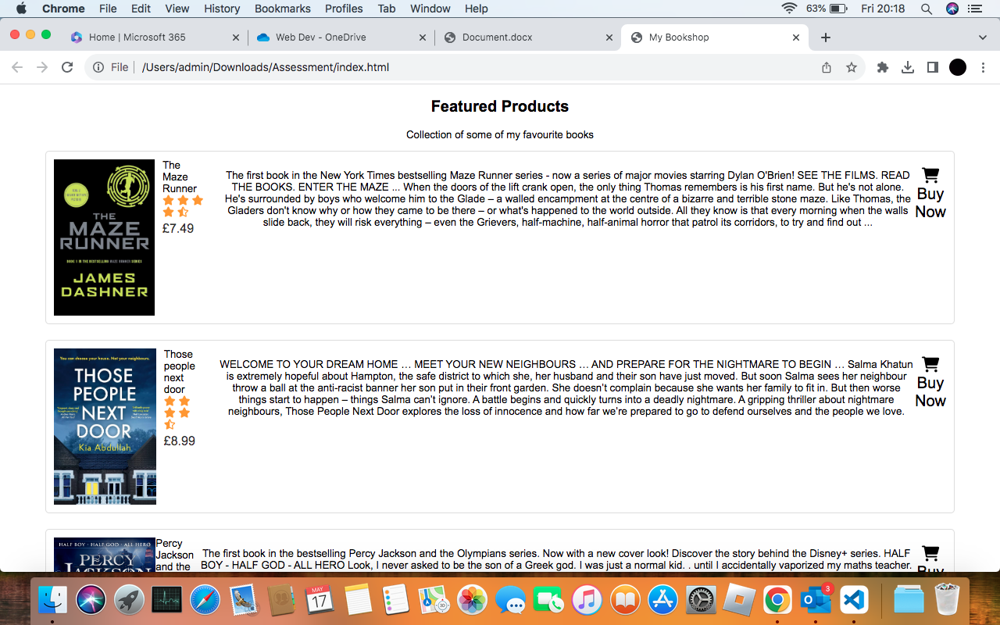 Chrome File Edit View History Bookmarks Profiles Tab Window Help 63% Fri 20:18
Home | Microsoft 365 Web Dev - OneDrive Document.docx My Bookshop
File /Users/admin/Downloads/Assessment/index.html
Featured Products
Collection of some of my favourite books
THE
MAZE
RUNNER
BOOK 1 IN THE BESTSELLING MAZE RUNNER SERIES
JAMES
DASHNER
The
Maze
Runner
£7.49
The first book in the New York Times bestselling Maze Runner series - now a series of major movies starring Dylan O'Brien! SEE THE FILMS. READ
THE BOOKS. ENTER THE MAZE ... When the doors of the lift crank open, the only thing Thomas remembers is his first name. But he's not alone.
He's surrounded by boys who welcome him to the Glade – a walled encampment at the centre of a bizarre and terrible stone maze. Like Thomas, the
Gladers don't know why or how they came to be there – or what's happened to the world outside. All they know is that every morning when the walls
slide back, they will risk everything – even the Grievers, half-machine, half-animal horror that patrol its corridors, to try and find out ...
Buy
Now
You can choose your house. Not your neighbours.
THOSE
PEOPLE
NEXT
DOOR
Kia Abdullah
Those
people
next
door
£8.99
WELCOME TO YOUR DREAM HOME … MEET YOUR NEW NEIGHBOURS … AND PREPARE FOR THE NIGHTMARE TO BEGIN … Salma Khatun
is extremely hopeful about Hampton, the safe district to which she, her husband and their son have just moved. But soon Salma sees her neighbour
throw a ball at the anti-racist banner her son put in their front garden. She doesn’t complain because she wants her family to fit in. But then worse
things start to happen – things Salma can’t ignore. A battle begins and quickly turns into a deadly nightmare. A gripping thriller about nightmare
neighbours, Those People Next Door explores the loss of innocence and how far we’re prepared to go to defend ourselves and the people we love.
Buy
Now
HALF BOY · HALF GOD · ALL HERO
PERCY
JACKSON
Percy
Jackson
and the
The first book in the bestselling Percy Jackson and the Olympians series. Now with a new cover look! Discover the story behind the Disney+ series. HALF
BOY - HALF GOD - ALL HERO Look, I never asked to be the son of a Greek god. I was just a normal kid. . until I accidentally vaporized my maths teacher.
Buy
MAY
17
3